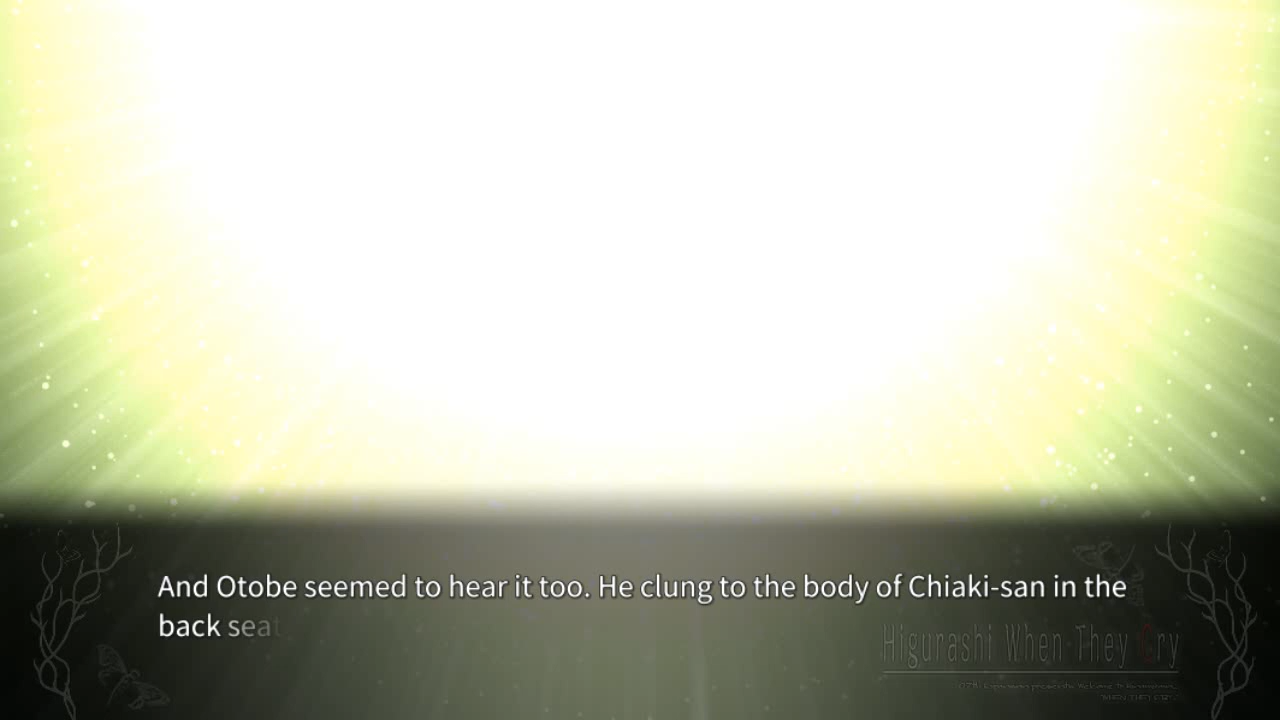 And Otobe seemed to hear it too. He clung to the body of Chiaki-san in the
back seat
Higurashi When They Cry